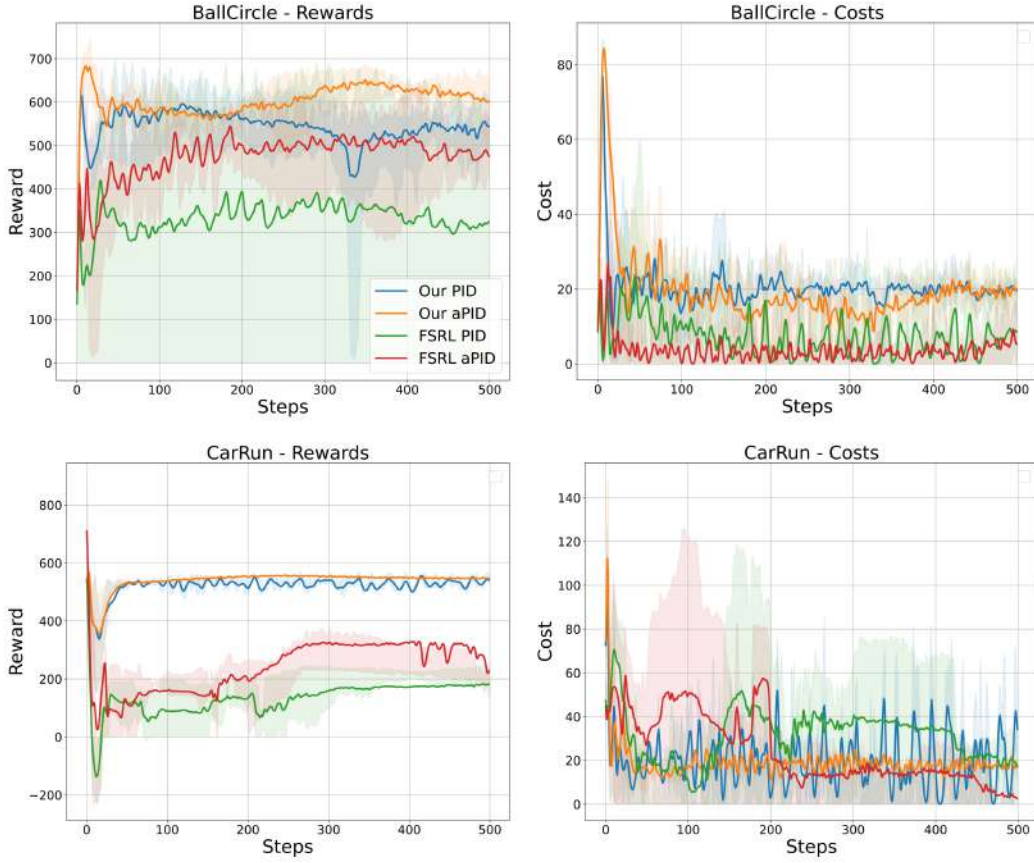 BallCircle - Rewards
700
600
500
400
300
200
100
0
Reward
0 100 200 300 400 500
Steps
Our PID
Our aPID
FSRL PID
FSRL aPID
BallCircle - Costs
80
60
40
20
0
Cost
0 100 200 300 400 500
Steps
CarRun - Rewards
800
600
400
200
0
−200
Reward
0 100 200 300 400 500
Steps
CarRun - Costs
140
120
100
80
60
40
20
0
Cost
0 100 200 300 400 500
Steps